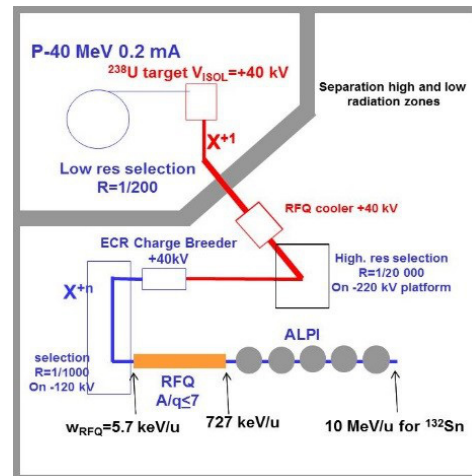 P-40 MeV 0.2 mA
²³⁸U target V_ISOL=+40 kV
Separation high and low
radiation zones
X⁺¹
Low res selection
R=1/200
RFQ cooler +40 kV
ECR Charge Breeder
+40kV
High. res selection
R=1/20 000
On -220 kV platform
X⁺ⁿ
ALPI
selection
R=1/1000
On -120 kV
RFQ
A/q≤7
w_RFQ=5.7 keV/u
727 keV/u
10 MeV/u for ¹³²Sn